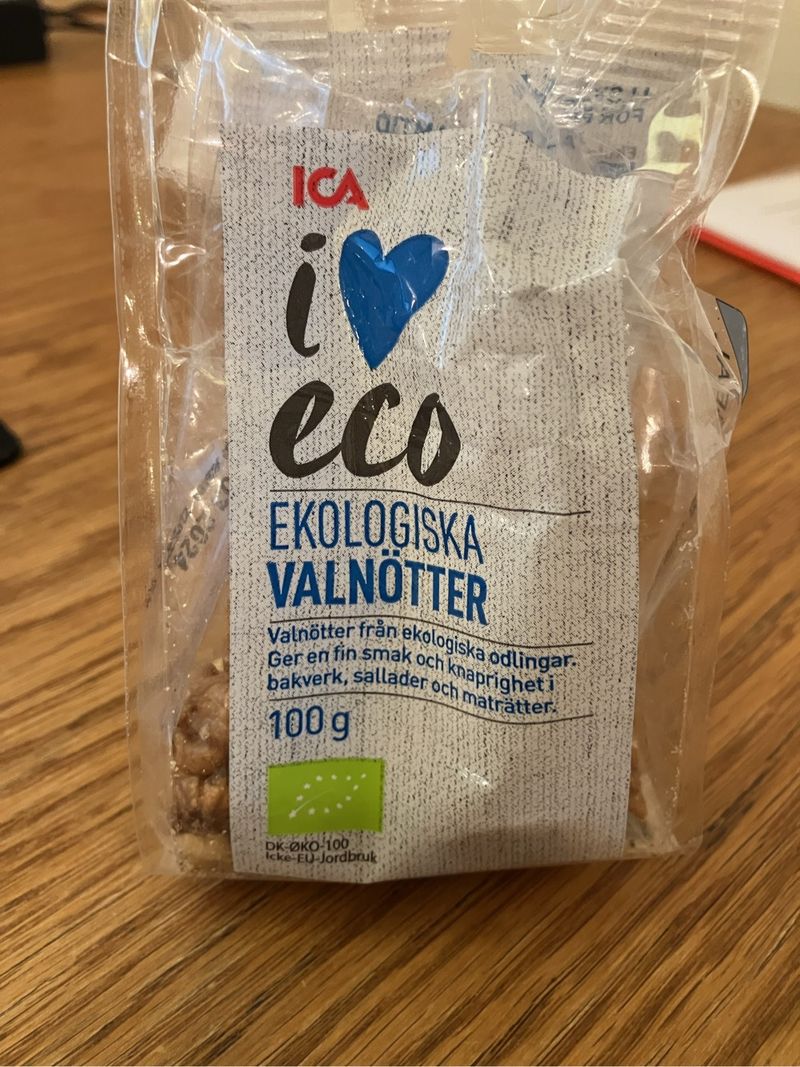 ICA
i
eco
EKOLOGISKA
VALNÖTTER
Valnötter från ekologiska odlingar.
Ger en fin smak och knaprighet i
bakverk, sallader och maträtter.
100 g
DK-ØKO-100
Icke-EU-Jordbruk
2024